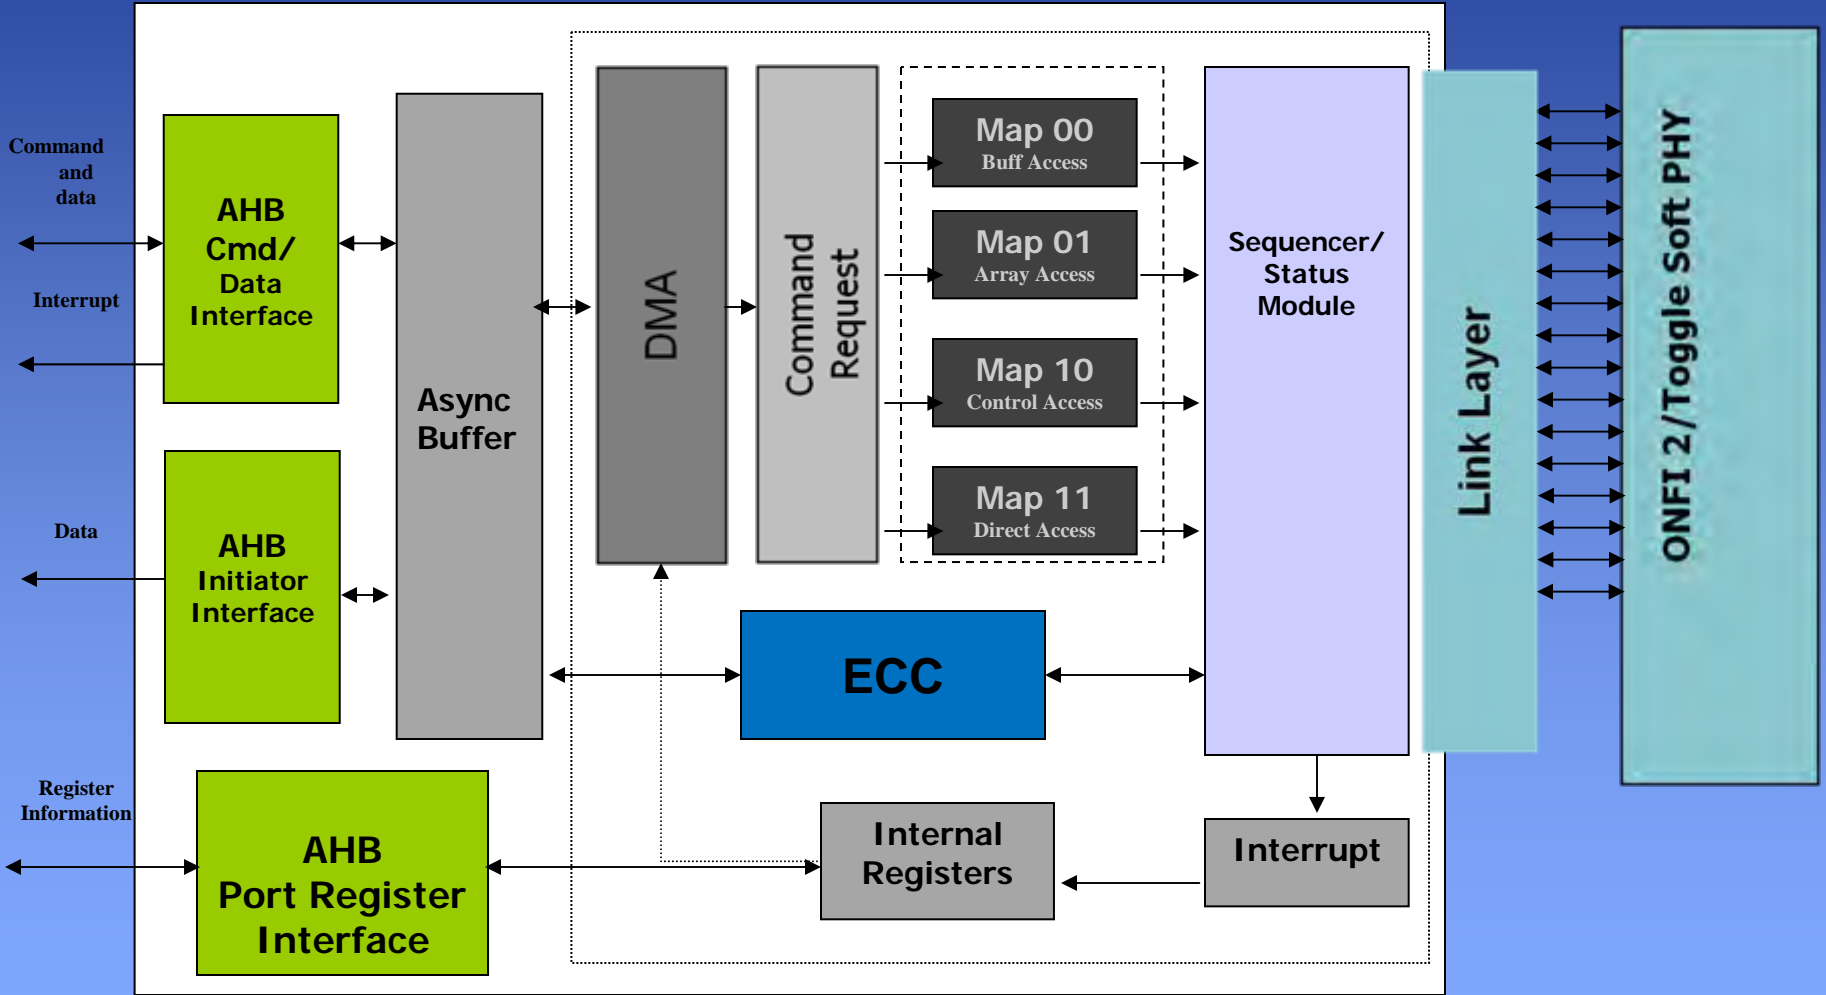 Command
and
data
Interrupt
Data
Register
Information
AHB
Cmd/
Data
Interface
AHB
Initiator
Interface
AHB
Port Register
Interface
Async
Buffer
DMA
Command
Request
Map 00
Buff Access
Map 01
Array Access
Map 10
Control Access
Map 11
Direct Access
ECC
Internal
Registers
Sequencer/
Status
Module
Interrupt
Link Layer
ONFI 2/Toggle Soft PHY